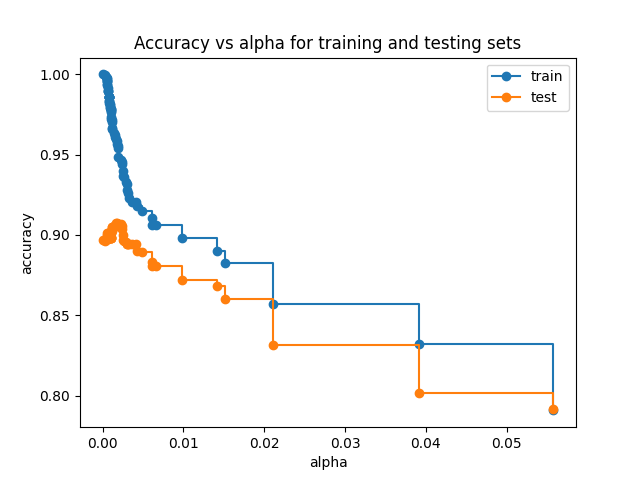 Accuracy vs alpha for training and testing sets
train
test
1.00
0.95
0.90
0.85
0.80
accuracy
0.00 0.01 0.02 0.03 0.04 0.05
alpha